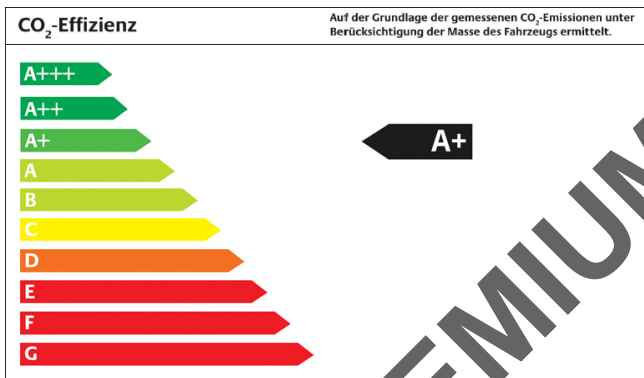 CO₂-Effizienz
Auf der Grundlage der gemessenen CO₂-Emissionen unter
Berücksichtigung der Masse des Fahrzeugs ermittelt.
A+++
A++
A+
A+
A
B
C
D
E
F
G
EMIUM